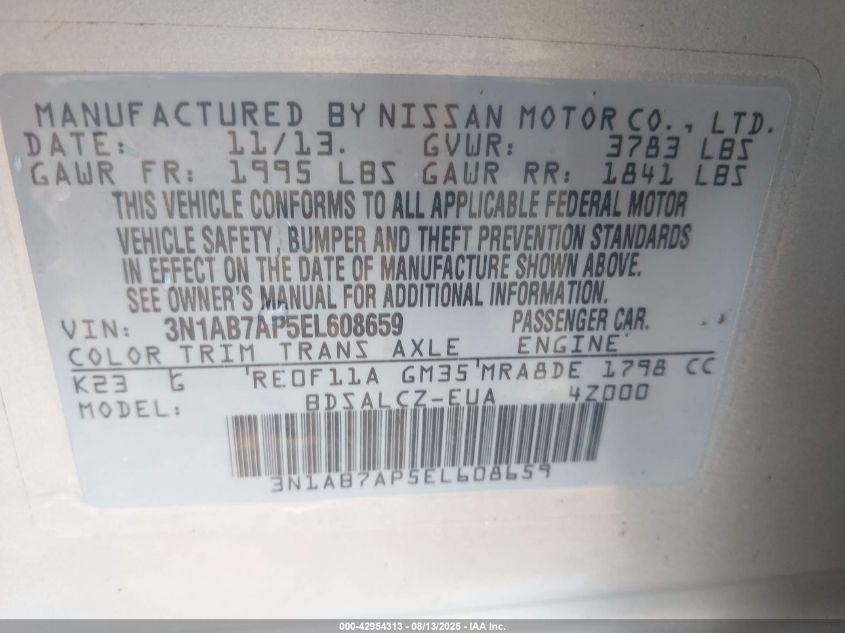 MANUFACTURED BY NISSAN MOTOR CO., LTD.
DATE: 11/13. GVWR: 3783 LBS
GAWR FR: 1995 LBS GAWR RR: 1841 LBS
THIS VEHICLE CONFORMS TO ALL APPLICABLE FEDERAL MOTOR
VEHICLE SAFETY, BUMPER AND THEFT PREVENTION STANDARDS
IN EFFECT ON THE DATE OF MANUFACTURE SHOWN ABOVE.
SEE OWNER'S MANUAL FOR ADDITIONAL INFORMATION.
VIN: 3N1AB7AP5EL608659 PASSENGER CAR.
COLOR TRIM TRANS AXLE ENGINE
K23 G RE0F11A GM35 MRA8DE 1798 CC
MODEL: BDSALCZ-EUA 4Z000
3N1AB7AP5EL608659
000-42954313 - 08/13/2025 - IAA Inc.